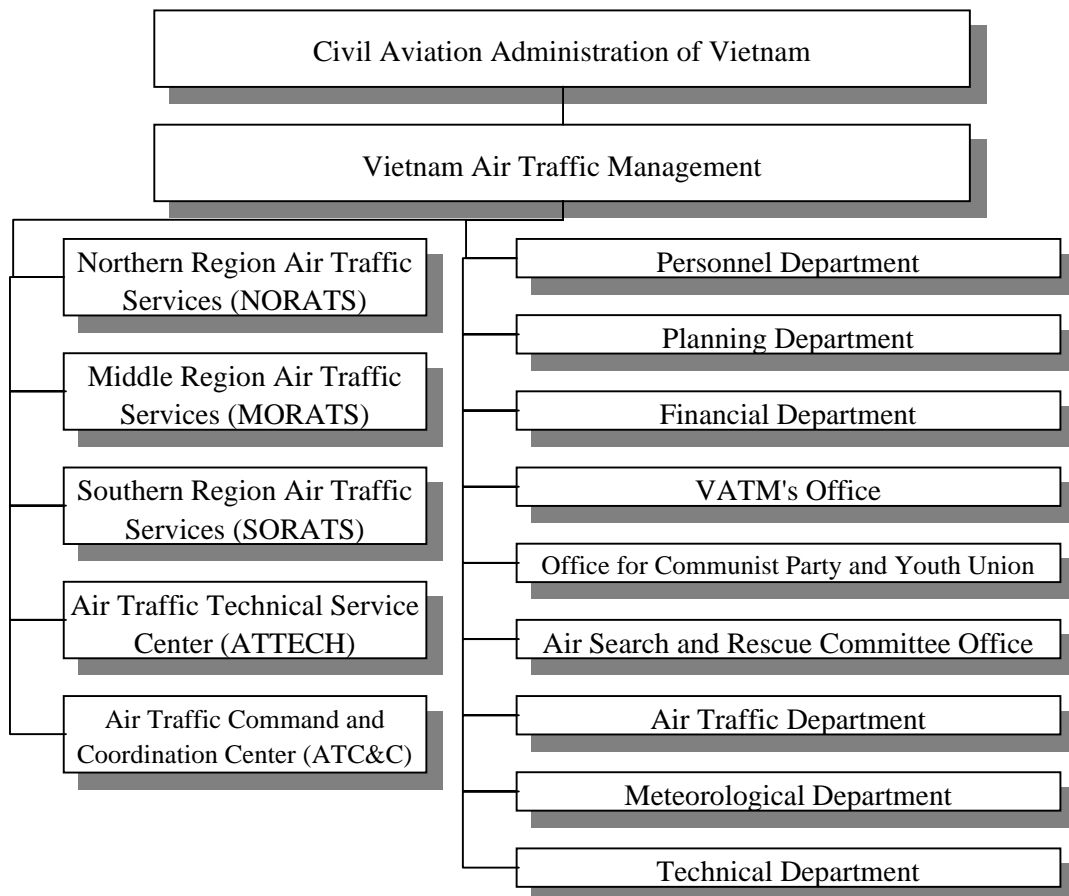 Civil Aviation Administration of Vietnam
Vietnam Air Traffic Management
Northern Region Air Traffic
Services (NORATS)
Middle Region Air Traffic
Services (MORATS)
Southern Region Air Traffic
Services (SORATS)
Air Traffic Technical Service
Center (ATTECH)
Air Traffic Command and
Coordination Center (ATC&C)
Personnel Department
Planning Department
Financial Department
VATM's Office
Office for Communist Party and Youth Union
Air Search and Rescue Committee Office
Air Traffic Department
Meteorological Department
Technical Department